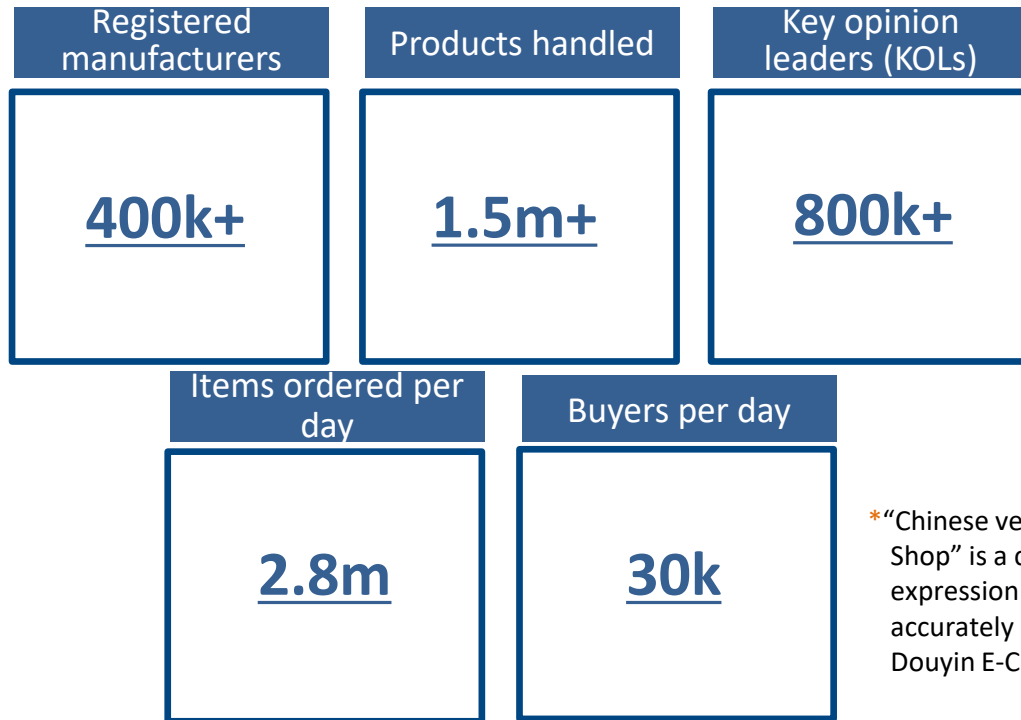 Registered
manufacturers
Products handled
Key opinion
leaders (KOLs)
400k+
1.5m+
800k+
Items ordered per
day
Buyers per day
2.8m
30k
*“Chinese ve
Shop” is a c
expression
accurately
Douyin E-C